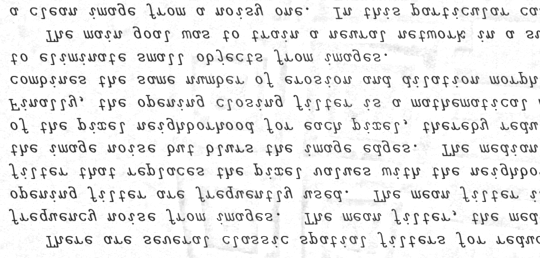 There are several classic spatial filters for reduc
frequency noise from images. The mean filter, the med
opening filter are frequently used. The mean filter i
filter that replaces the pixel values with the neighbo
the image noise but blurs the image edges. The median
of the pixel neighborhood for each pixel, thereby redu
Finally, the opening closing filter is a mathematical
combines the same number of erosion and dilation morph
to eliminate small objects from images.
The main goal was to train a neural network in a su
a clean image from a noisy one. In this particular ca